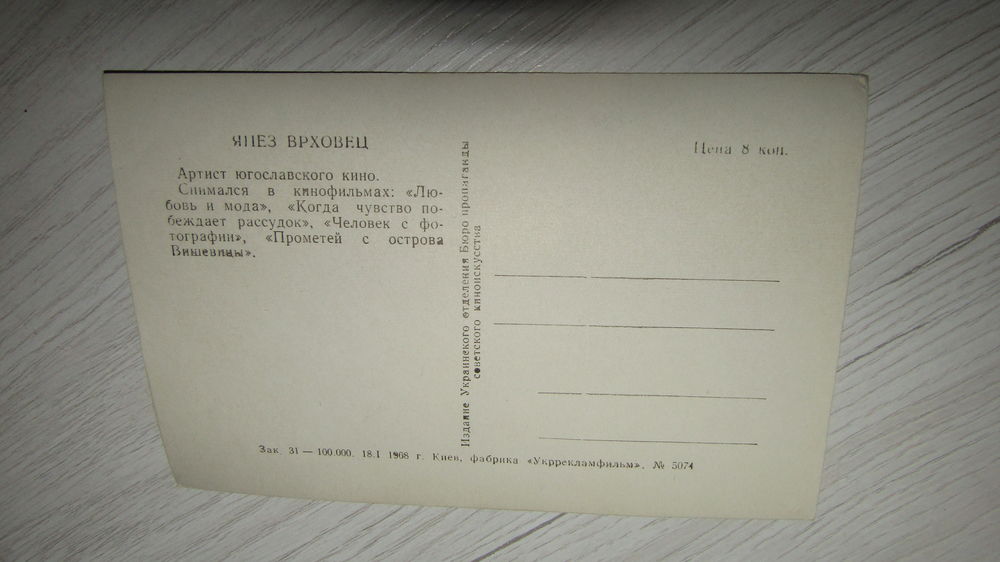 ЯПЕЗ ВРХОВЕЦ
Артист югославского кино.
Снимался в кинофильмах: «Лю-
бовь и мода», «Когда чувство по-
беждает рассудок», «Человек с фо-
тографии», «Прометей с острова
Вишевицы».
Издание Украинского отделения Бюро пропаганды
советского киноискусства
Цена 8 коп.
Зак. 31 — 100.000. 18.I 1968 г. Киев, фабрика «Укррекламфильм», № 5074